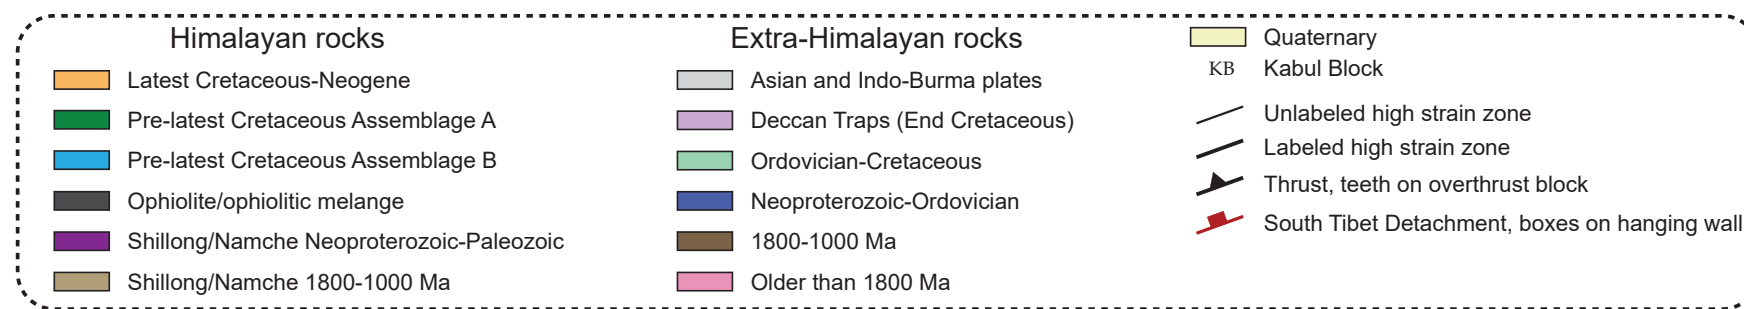 Himalayan rocks
Latest Cretaceous-Neogene
Pre-latest Cretaceous Assemblage A
Pre-latest Cretaceous Assemblage B
Ophiolite/ophiolitic melange
Shillong/Namche Neoproterozoic-Paleozoic
Shillong/Namche 1800-1000 Ma
Extra-Himalayan rocks
Asian and Indo-Burma plates
Deccan Traps (End Cretaceous)
Ordovician-Cretaceous
Neoproterozoic-Ordovician
1800-1000 Ma
Older than 1800 Ma
Quaternary
KB Kabul Block
Unlabeled high strain zone
Labeled high strain zone
Thrust, teeth on overthrust block
South Tibet Detachment, boxes on hanging wall